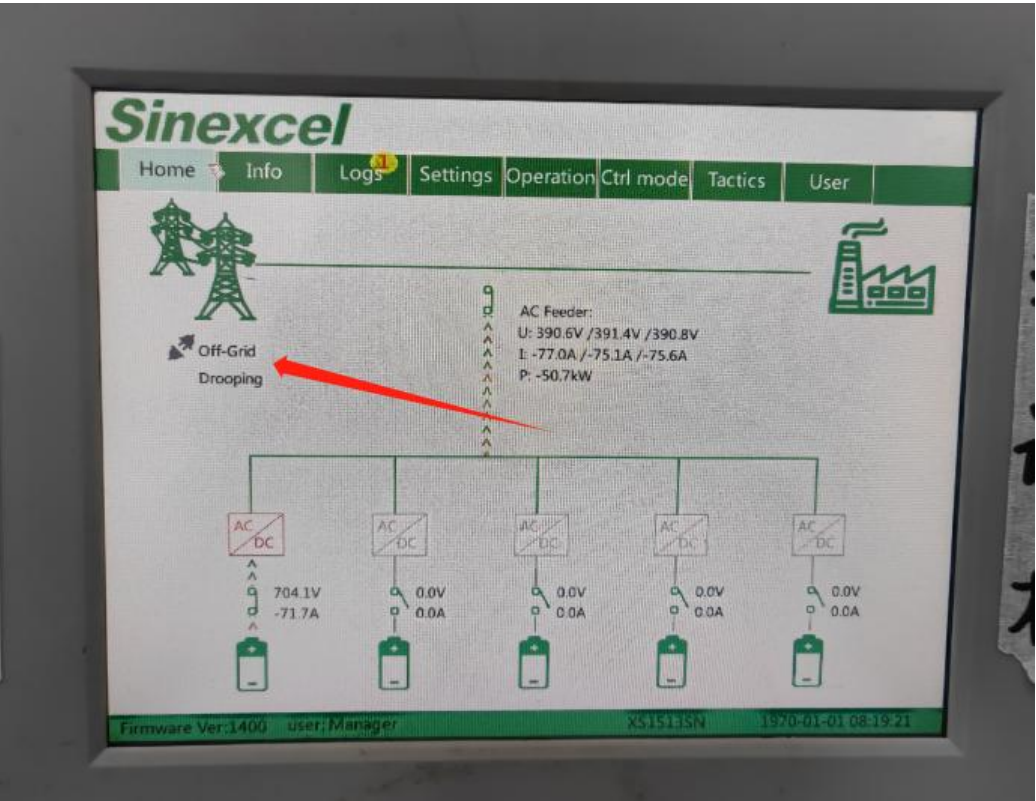 Sinexcel
Home Info Logs 1 Settings Operation Ctrl mode Tactics User
AC Feeder:
U: 390.6V /391.4V /390.8V
I: -77.0A /-75.1A /-75.6A
P: -50.7kW
Off-Grid
Drooping
AC DC AC DC AC DC AC DC AC DC
704.1V 0.0V 0.0V 0.0V 0.0V
-71.7A 0.0A 0.0A 0.0A 0.0A
Firmware Ver:1400 user: Manager XS1513SN 1970-01-01 08:19:21